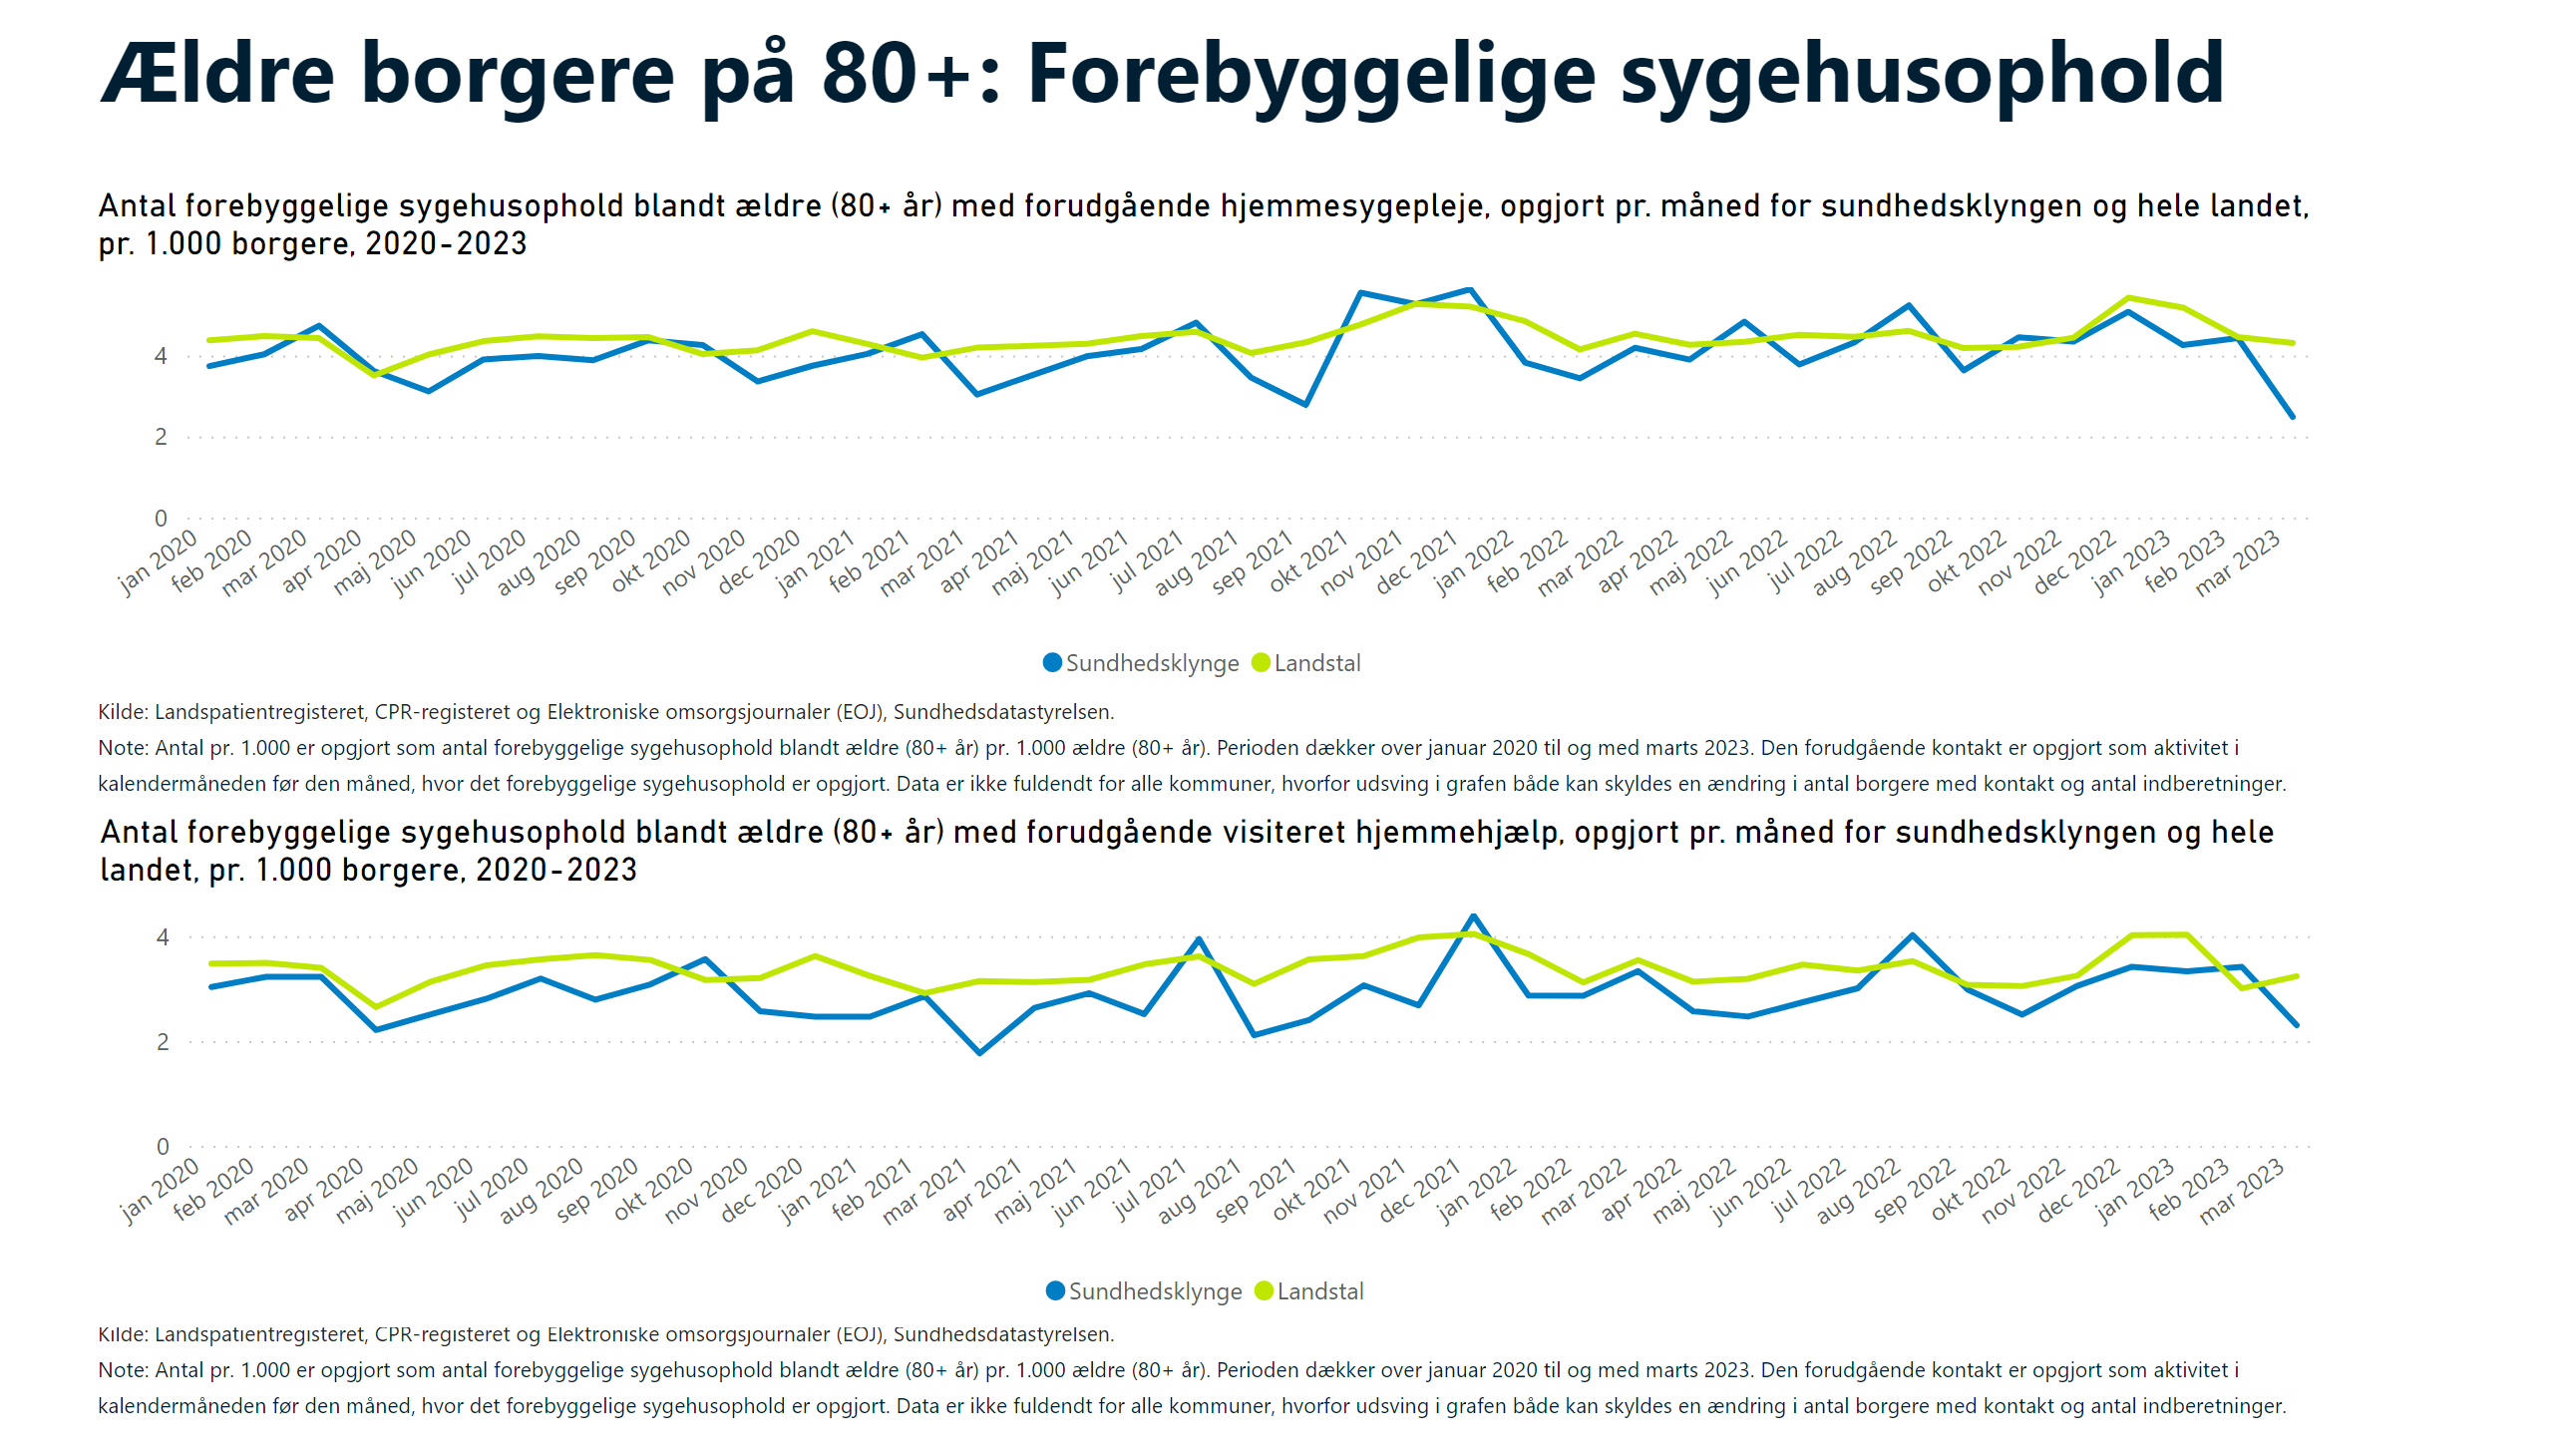 Ældre borgere på 80+: Forebyggelige sygehusophold
Antal forebyggelige sygehusophold blandt ældre (80+ år) med forudgående hjemmesygepleje, opgjort pr. måned for sundhedsklyngen og hele landet,
pr. 1.000 borgere, 2020-2023
4
2
0
jan 2020 feb 2020 mar 2020 apr 2020 maj 2020 jun 2020 jul 2020 aug 2020 sep 2020 okt 2020 nov 2020 dec 2020 jan 2021 feb 2021 mar 2021 apr 2021 maj 2021 jun 2021 jul 2021 aug 2021 sep 2021 okt 2021 nov 2021 dec 2021 jan 2022 feb 2022 mar 2022 apr 2022 maj 2022 jun 2022 jul 2022 aug 2022 sep 2022 okt 2022 nov 2022 dec 2022 jan 2023 feb 2023 mar 2023
Sundhedsklynge Landstal
Kilde: Landspatientregisteret, CPR-registeret og Elektroniske omsorgsjournaler (EOJ), Sundhedsdatastyrelsen.
Note: Antal pr. 1.000 er opgjort som antal forebyggelige sygehusophold blandt ældre (80+ år) pr. 1.000 ældre (80+ år). Perioden dækker over januar 2020 til og med marts 2023. Den forudgående kontakt er opgjort som aktivitet i
kalendermåneden før den måned, hvor det forebyggelige sygehusophold er opgjort. Data er ikke fuldendt for alle kommuner, hvorfor udsving i grafen både kan skyldes en ændring i antal borgere med kontakt og antal indberetninger.
Antal forebyggelige sygehusophold blandt ældre (80+ år) med forudgående visiteret hjemmehjælp, opgjort pr. måned for sundhedsklyngen og hele
landet, pr. 1.000 borgere, 2020-2023
4
2
0
jan 2020 feb 2020 mar 2020 apr 2020 maj 2020 jun 2020 jul 2020 aug 2020 sep 2020 okt 2020 nov 2020 dec 2020 jan 2021 feb 2021 mar 2021 apr 2021 maj 2021 jun 2021 jul 2021 aug 2021 sep 2021 okt 2021 nov 2021 dec 2021 jan 2022 feb 2022 mar 2022 apr 2022 maj 2022 jun 2022 jul 2022 aug 2022 sep 2022 okt 2022 nov 2022 dec 2022 jan 2023 feb 2023 mar 2023
Sundhedsklynge Landstal
Kilde: Landspatientregisteret, CPR-registeret og Elektroniske omsorgsjournaler (EOJ), Sundhedsdatastyrelsen.
Note: Antal pr. 1.000 er opgjort som antal forebyggelige sygehusophold blandt ældre (80+ år) pr. 1.000 ældre (80+ år). Perioden dækker over januar 2020 til og med marts 2023. Den forudgående kontakt er opgjort som aktivitet i
kalendermåneden før den måned, hvor det forebyggelige sygehusophold er opgjort. Data er ikke fuldendt for alle kommuner, hvorfor udsving i grafen både kan skyldes en ændring i antal borgere med kontakt og antal indberetninger.